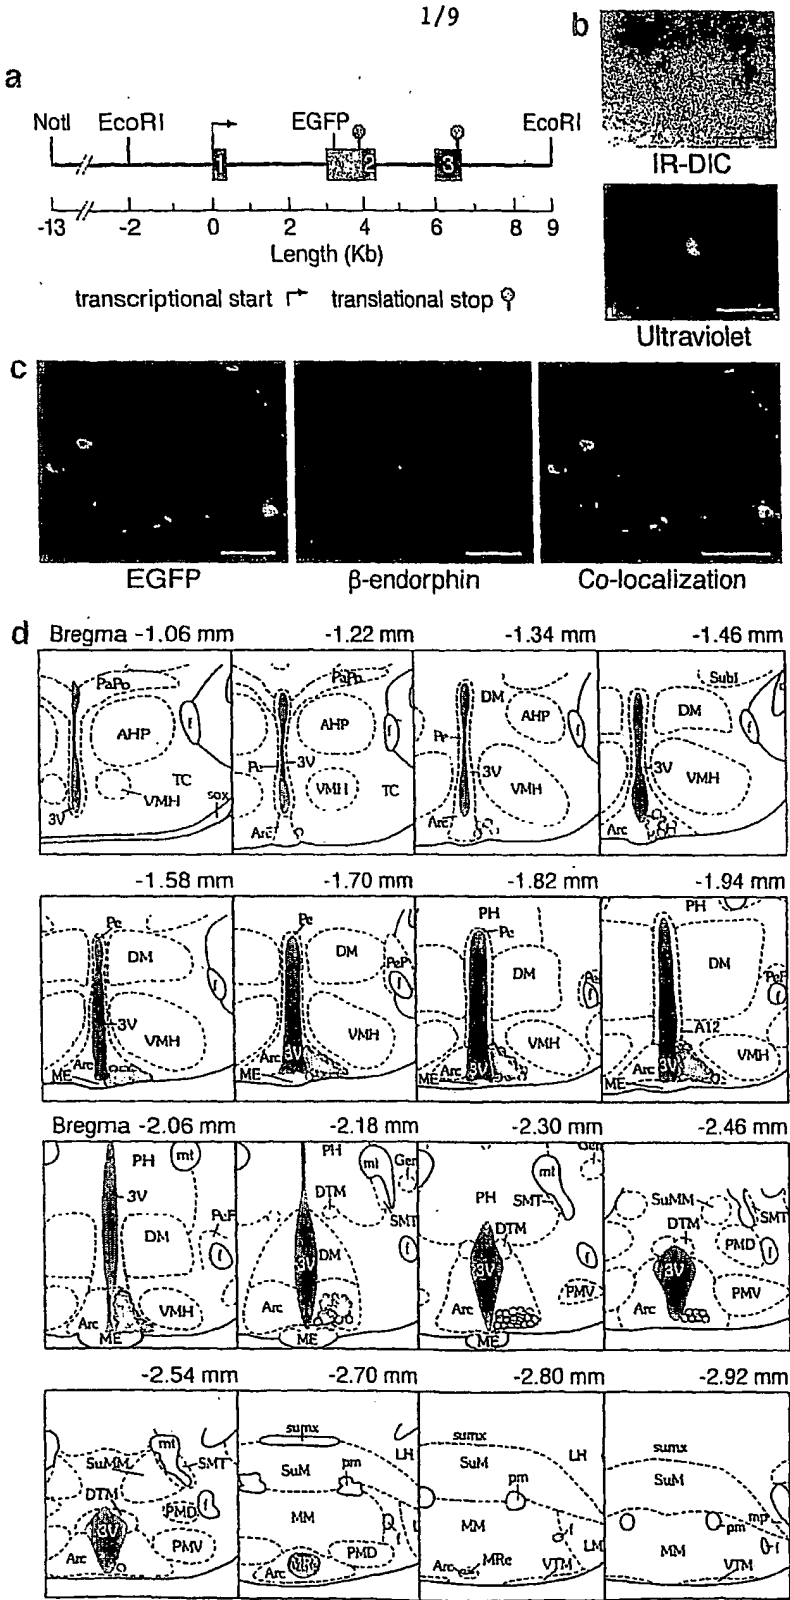 1/9
a
NotI EcoRI EGFP EcoRI
1 2 3
-13 -2 0 2 4 6 8 9
Length (Kb)
transcriptional start translational stop
b
IR-DIC
Ultraviolet
c
EGFP β-endorphin Co-localization
d
Bregma -1.06 mm -1.22 mm -1.34 mm -1.46 mm
PaPo AHP f TC VMH sox 3V
PaPo AHP f Pe 3V VMH TC Arc
DM AHP f Pe 3V VMH Arc
SubI DM f 3V VMH Arc
-1.58 mm -1.70 mm -1.82 mm -1.94 mm
Pe DM f 3V VMH Arc ME
Pe DM PeF f VMH Arc 3V ME
PH Pe DM f VMH Arc 3V ME
PH DM PeF f A12 VMH Arc 3V ME
Bregma -2.06 mm -2.18 mm -2.30 mm -2.46 mm
PH mt 3V PeF DM f Arc VMH ME
PH mt Gem DTM SMT 3V DM f Arc ME
mt Gem PH SMT DTM 3V f Arc PMV ME
SuMM DTM SMT PMD f 3V Arc PMV
-2.54 mm -2.70 mm -2.80 mm -2.92 mm
mt SuMM SMT DTM PMD f 3V Arc PMV
sumx LH SuM pm MM f L Arc PMD
sumx SuM LH pm MM f LM Arc MRe VTM
sumx SuM pm mp f MM VTM